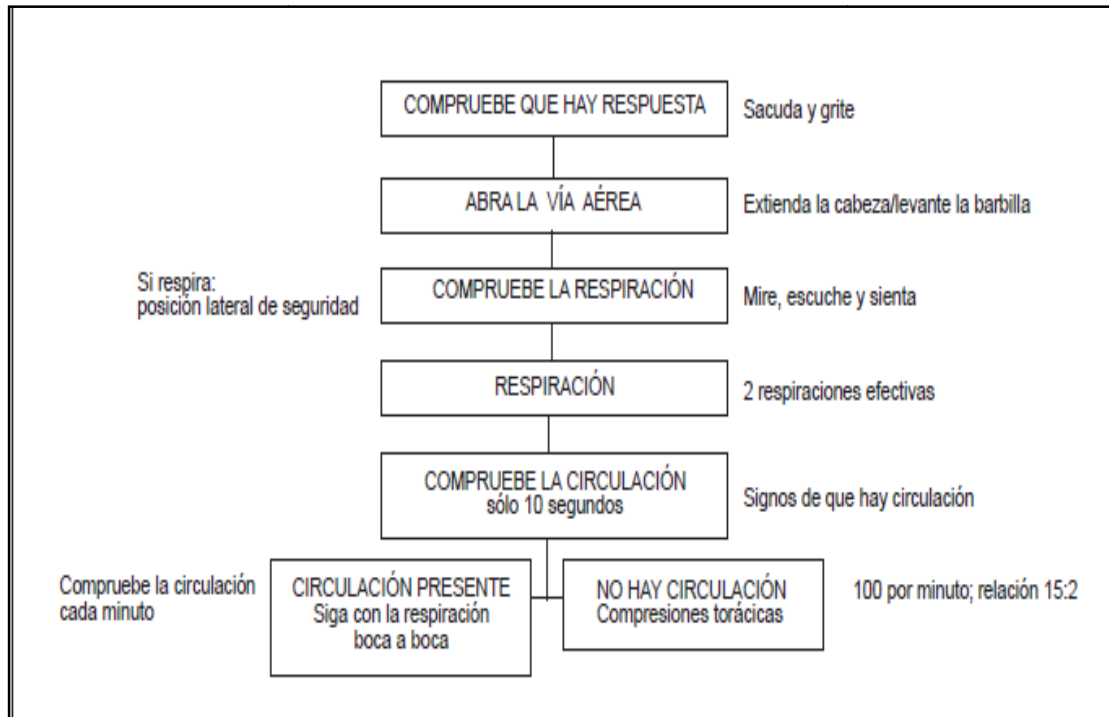 COMPRUEBE QUE HAY RESPUESTA
Sacuda y grite
ABRA LA VÍA AÉREA
Extienda la cabeza/levante la barbilla
Si respira:
posición lateral de seguridad
COMPRUEBE LA RESPIRACIÓN
Mire, escuche y sienta
RESPIRACIÓN
2 respiraciones efectivas
COMPRUEBE LA CIRCULACIÓN
sólo 10 segundos
Signos de que hay circulación
Compruebe la circulación
cada minuto
CIRCULACIÓN PRESENTE
Siga con la respiración
boca a boca
NO HAY CIRCULACIÓN
Compresiones torácicas
100 por minuto; relación 15:2